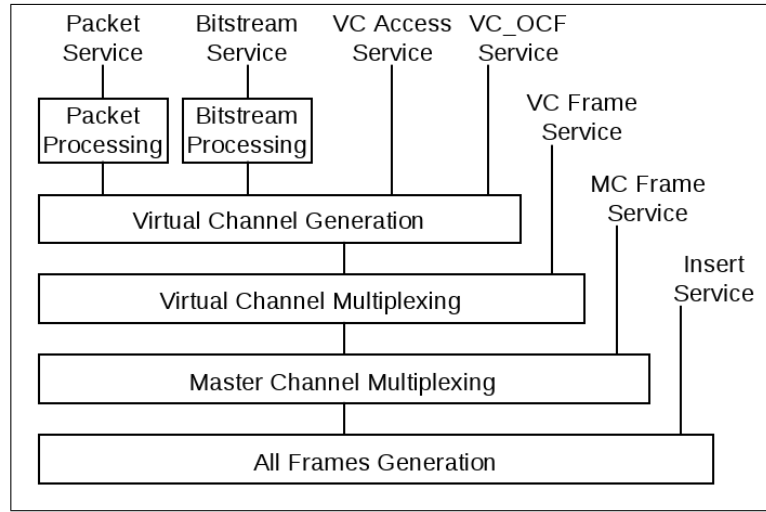 Packet
Service
Bitstream
Service
VC Access
Service
VC_OCF
Service
VC Frame
Service
Packet
Processing
Bitstream
Processing
MC Frame
Service
Virtual Channel Generation
Insert
Service
Virtual Channel Multiplexing
Master Channel Multiplexing
All Frames Generation